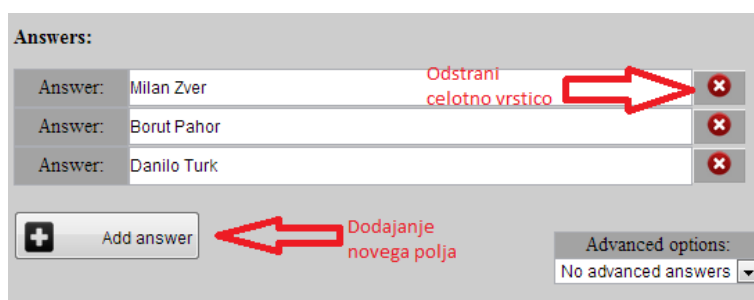 Answers:
Answer: Milan Zver
Odstrani
celotno vrstico
Answer: Borut Pahor
Answer: Danilo Turk
Add answer
Dodajanje
novega polja
Advanced options:
No advanced answers